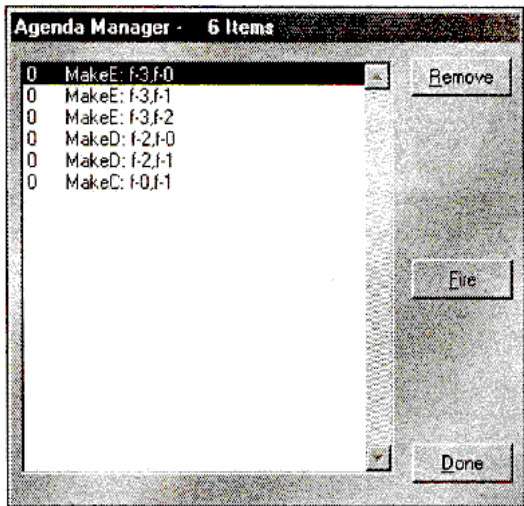 Agenda Manager - 6 Items
0 MakeE: f-3,f-0
0 MakeE: f-3,f-1
0 MakeE: f-3,f-2
0 MakeD: f-2,f-0
0 MakeD: f-2,f-1
0 MakeC: f-0,f-1
Remove
Fire
Done